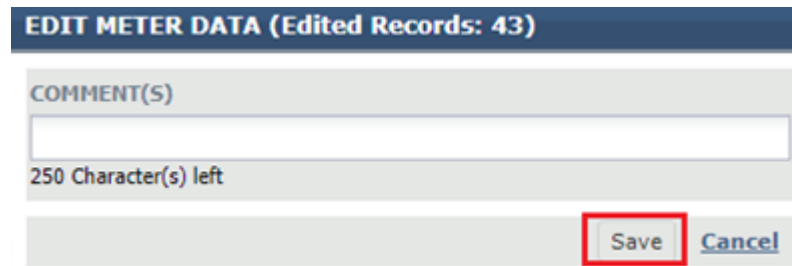 EDIT METER DATA (Edited Records: 43)
COMMENT(S)
250 Character(s) left
Save Cancel